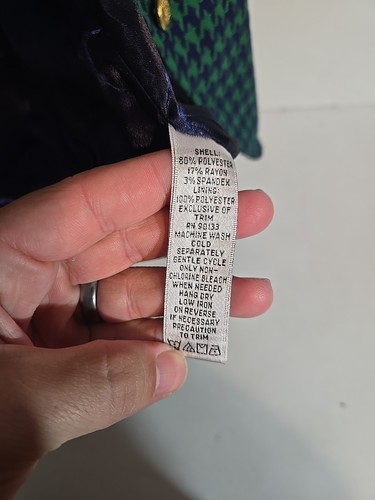 SHELL:
80% POLYESTER
17% RAYON
3% SPANDEX
LINING:
100% POLYESTER
EXCLUSIVE OF
TRIM
RN 90133
MACHINE WASH
COLD
SEPARATELY
GENTLE CYCLE
ONLY NON-
CHLORINE BLEACH
WHEN NEEDED
HANG DRY
LOW IRON
ON REVERSE
IF NECESSARY
PRECAUTION
TO TRIM